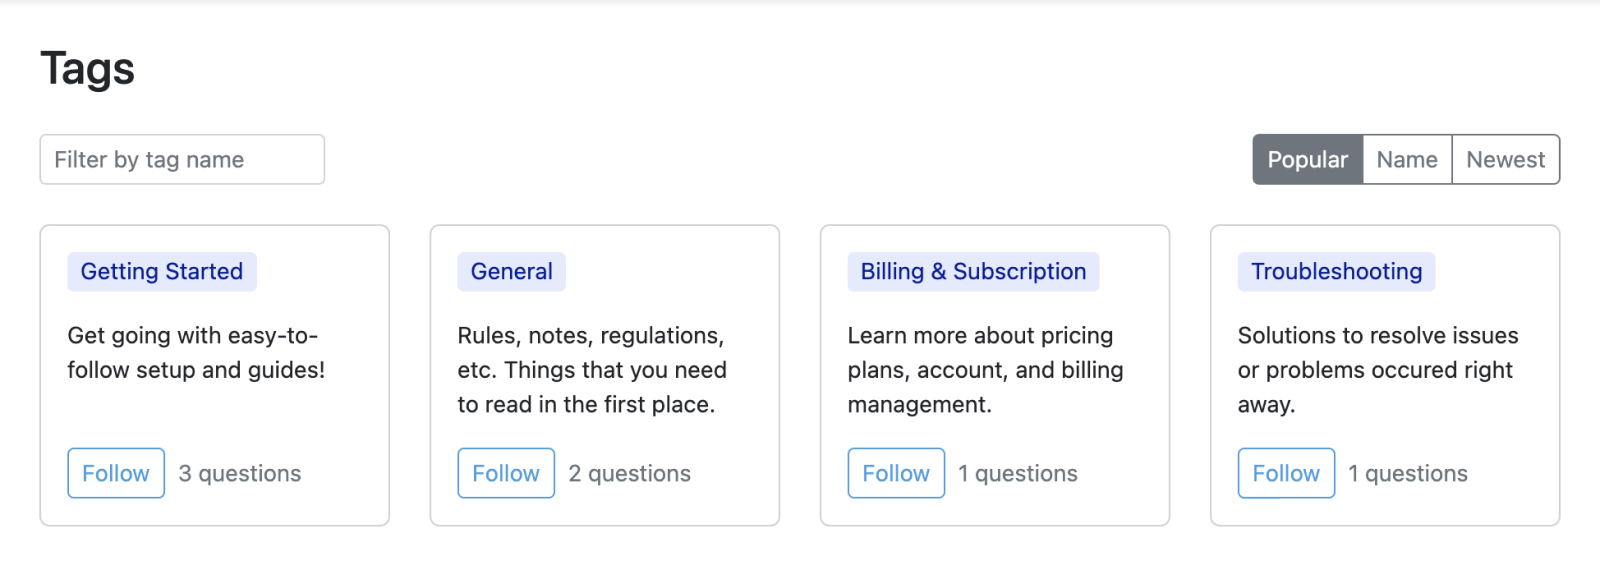 Tags
Filter by tag name
Popular Name Newest
Getting Started
Get going with easy-to-
follow setup and guides!
Follow 3 questions
General
Rules, notes, regulations,
etc. Things that you need
to read in the first place.
Follow 2 questions
Billing & Subscription
Learn more about pricing
plans, account, and billing
management.
Follow 1 questions
Troubleshooting
Solutions to resolve issues
or problems occured right
away.
Follow 1 questions